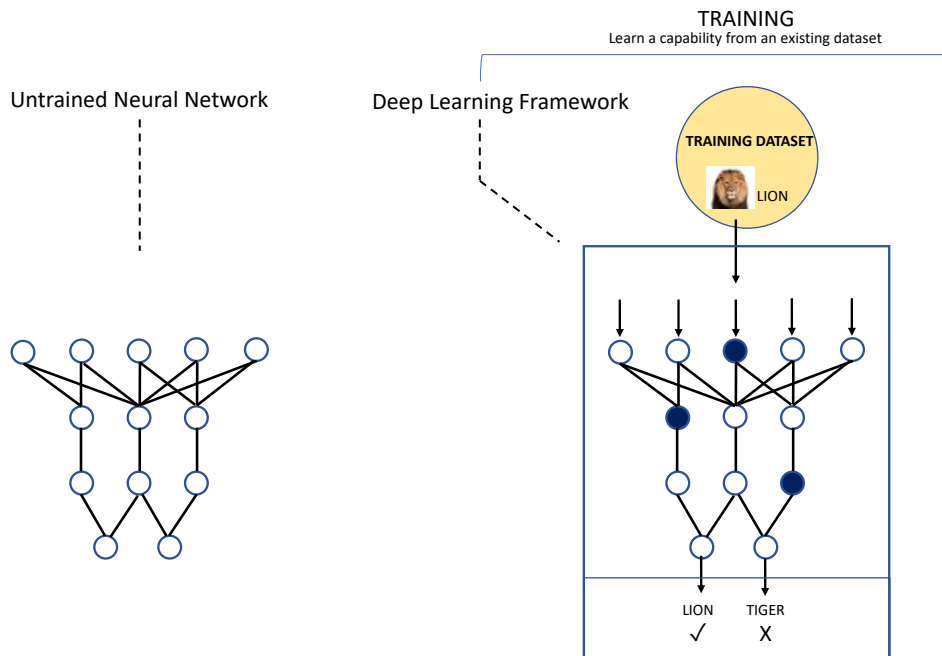 TRAINING
Learn a capability from an existing dataset
Untrained Neural Network
Deep Learning Framework
TRAINING DATASET
LION
LION TIGER
✓ X